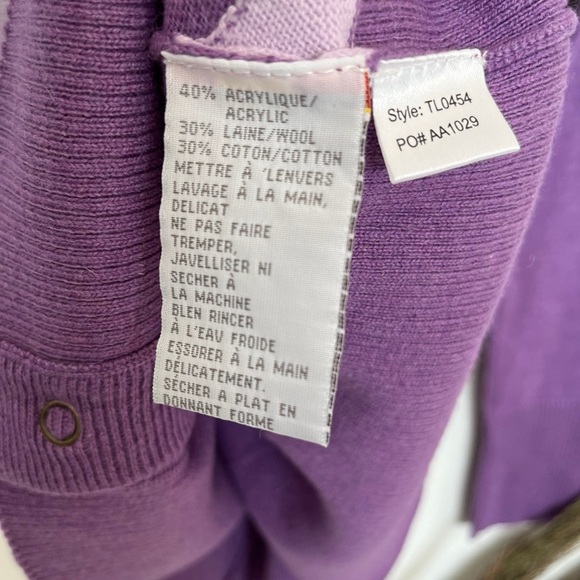 40% ACRYLIQUE/
ACRYLIC
30% LAINE/WOOL
30% COTON/COTTON
METTRE À 'LENVERS
LAVAGE À LA MAIN,
DELICAT
NE PAS FAIRE
TREMPER,
JAVELLISER NI
SECHER À
LA MACHINE
BLEN RINCER
À L'EAU FROIDE
ESSORER À LA MAIN
DÉLICATEMENT.
SÉCHER A PLAT EN
DONNANT FORME
Style: TL0454
PO# AA1029